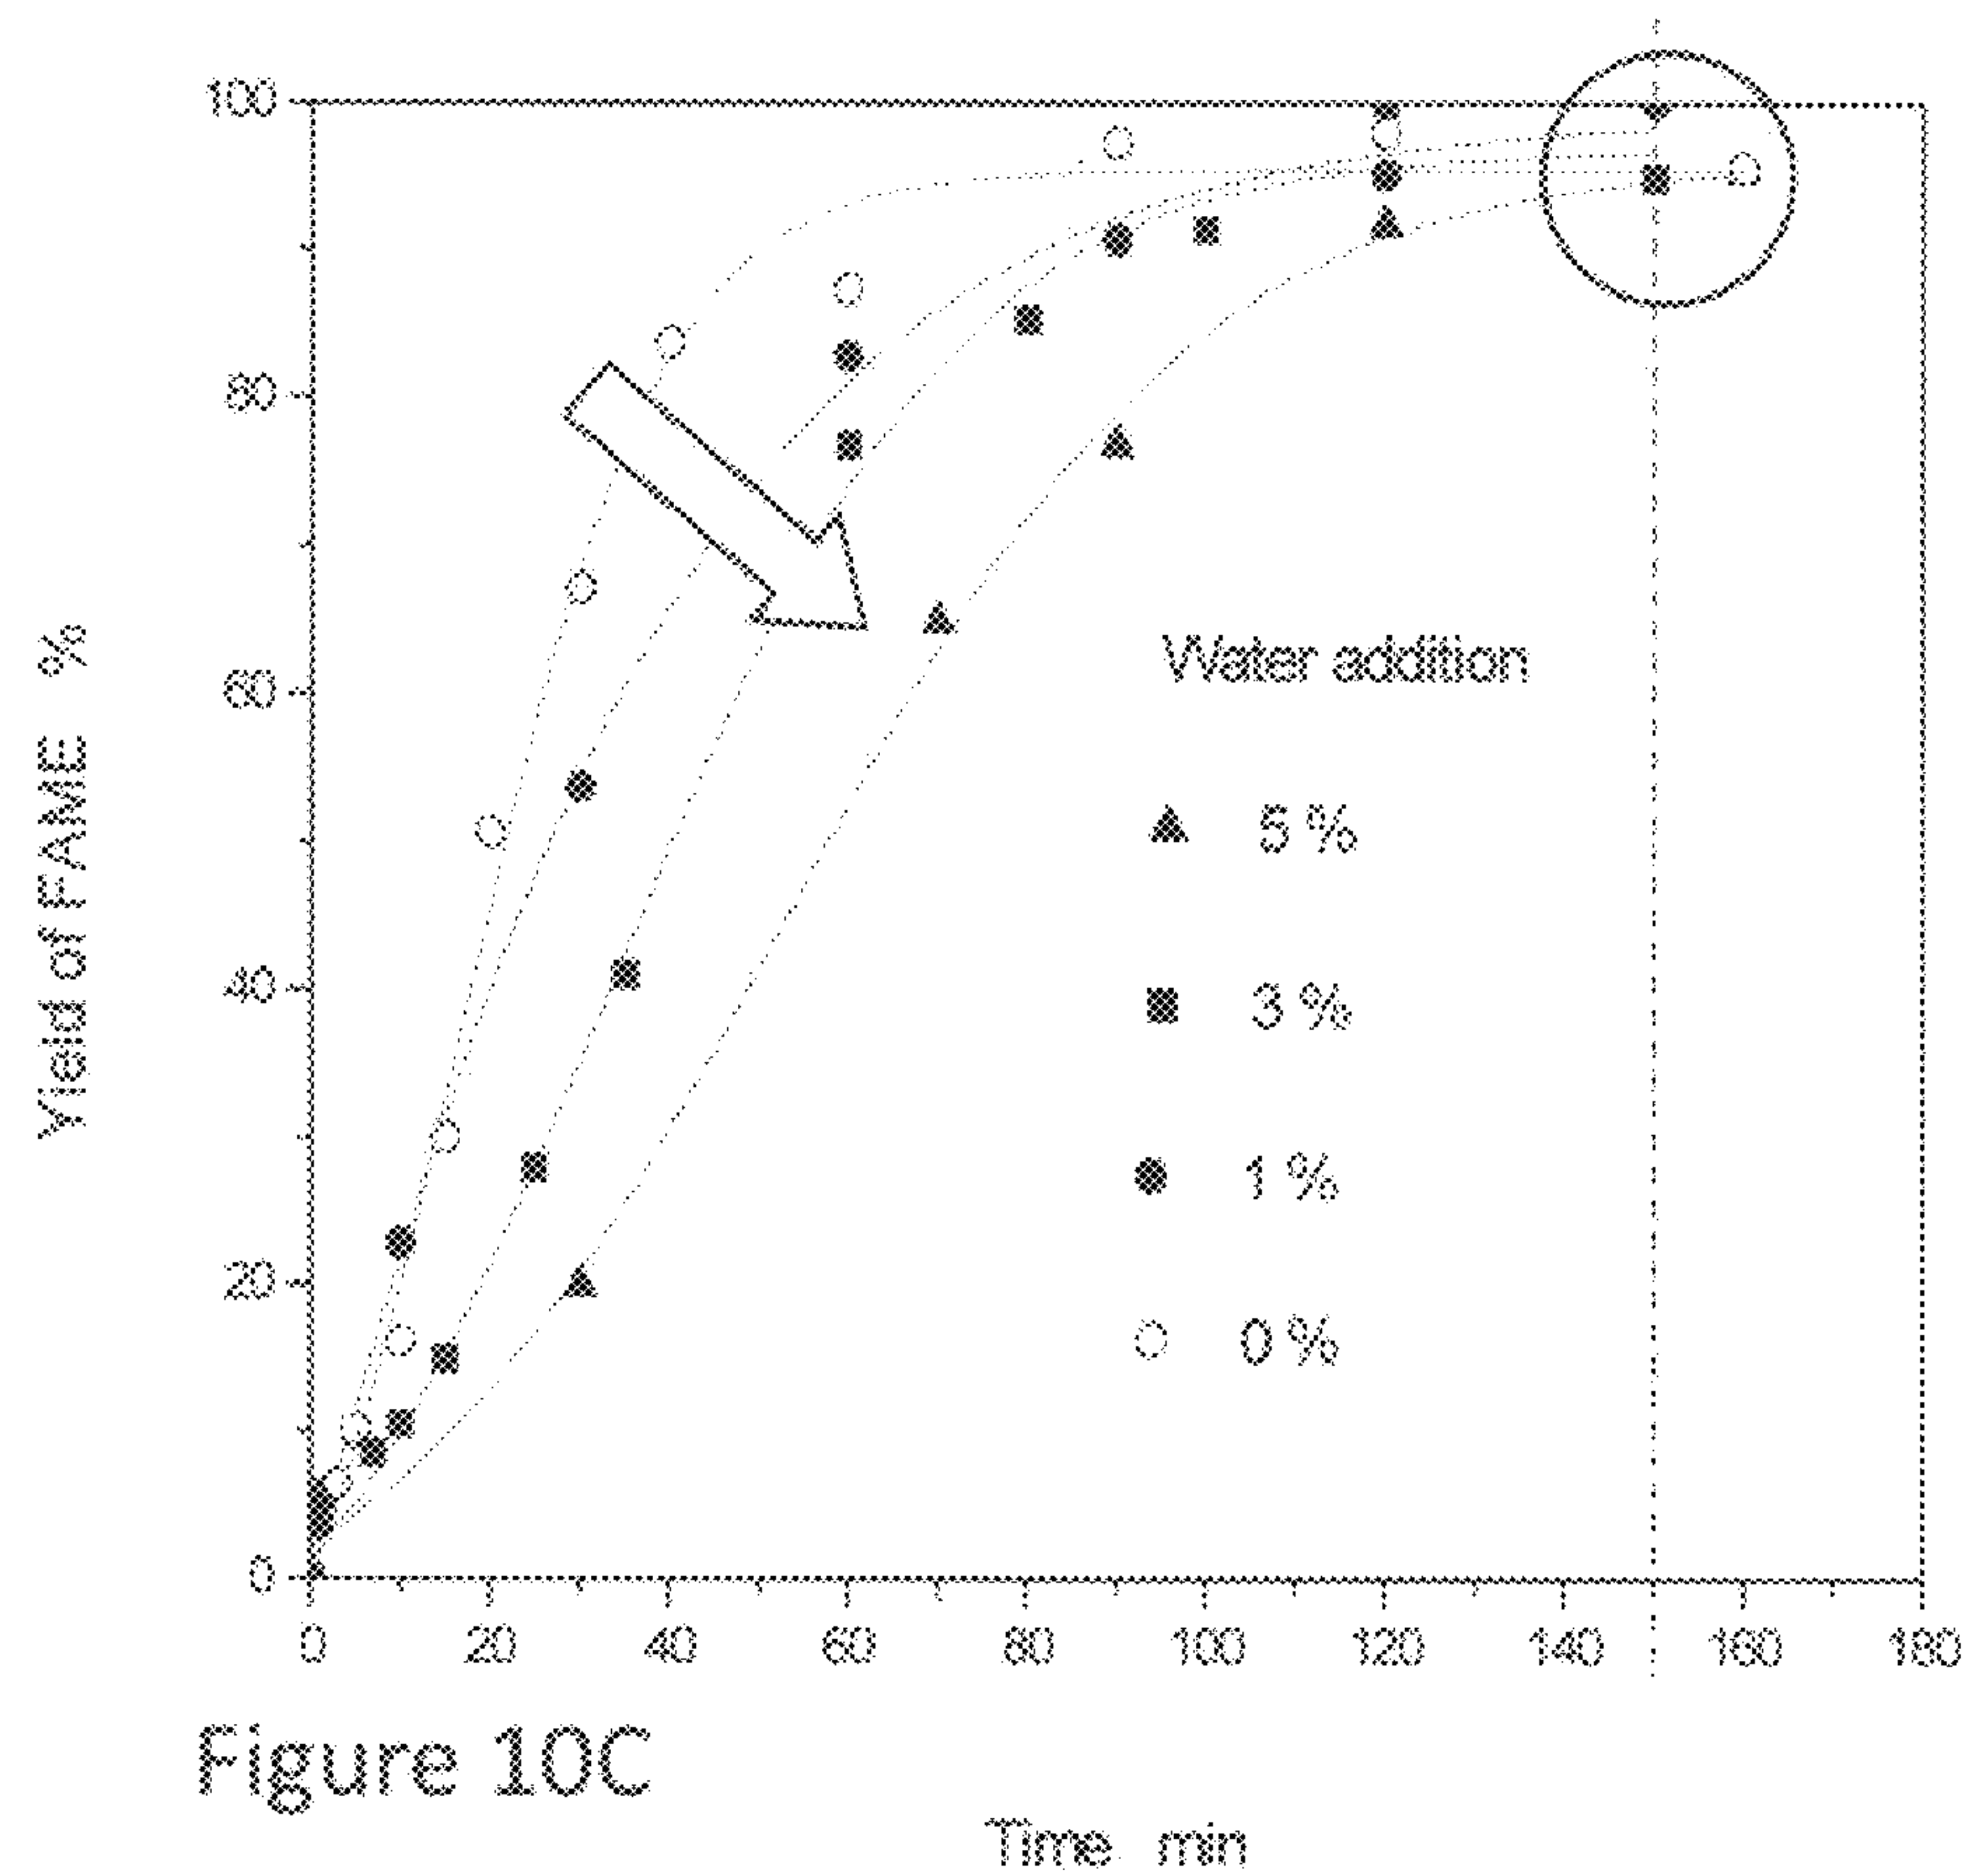 Yield of FAME %
100
80
60
40
20
0
Water addition
5 %
3 %
1 %
0 %
0 20 40 60 80 100 120 140 160 180
Figure 10C
Time min